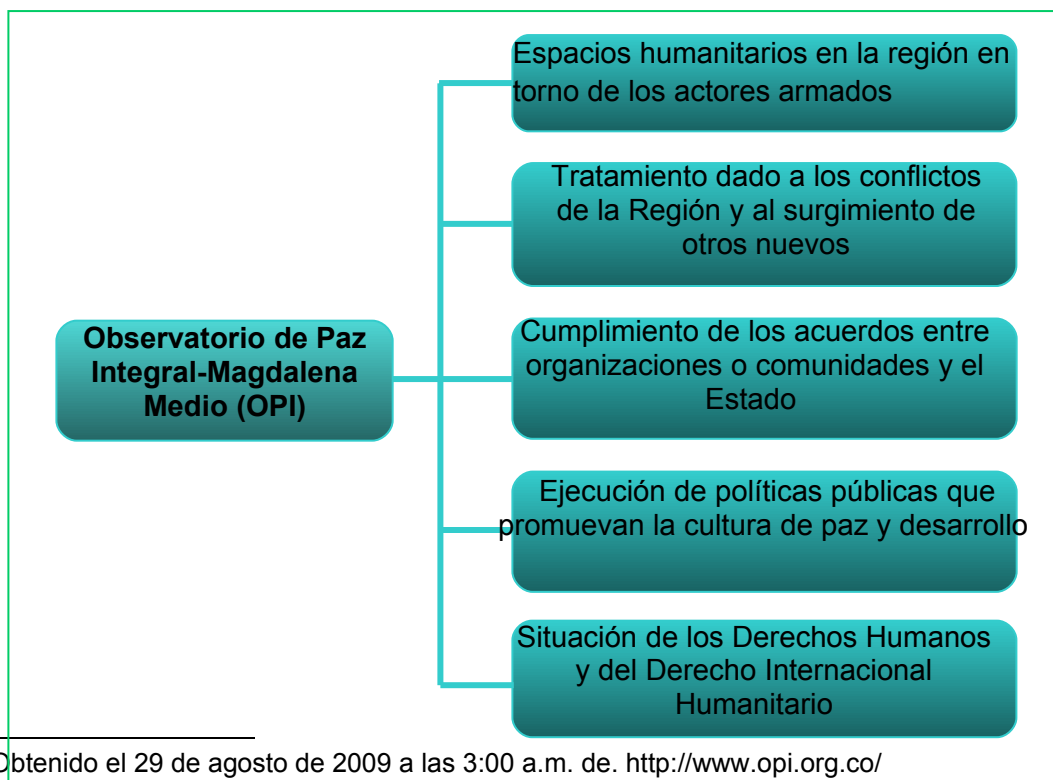 Espacios humanitarios en la región en
torno de los actores armados
Tratamiento dado a los conflictos
de la Región y al surgimiento de
otros nuevos
Observatorio de Paz
Integral-Magdalena
Medio (OPI)
Cumplimiento de los acuerdos entre
organizaciones o comunidades y el
Estado
Ejecución de políticas públicas que
promuevan la cultura de paz y desarrollo
Situación de los Derechos Humanos
y del Derecho Internacional
Humanitario
Obtenido el 29 de agosto de 2009 a las 3:00 a.m. de. http://www.opi.org.co/